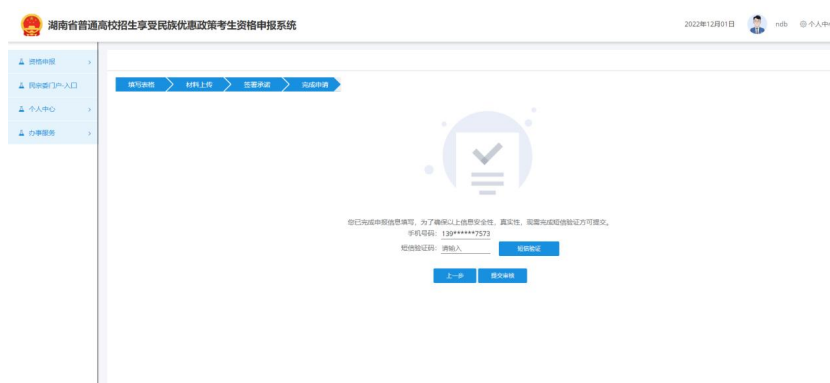 湖南省普通高校招生享受民族优惠政策考生资格申报系统
2022年12月01日 ndb 个人中
资格申报
民宗委门户-入口
个人中心
办事服务
填写表格 材料上传 签署承诺 完成申请
您已完成申报信息填写，为了确保以上信息安全性，真实性，现需完成短信验证方可提交。
手机号码: 139******7573
短信验证码: 请输入 短信验证
上一步 提交审核